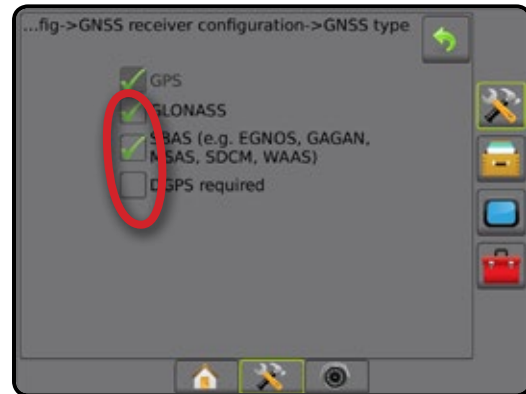 ...fig->GNSS receiver configuration->GNSS type
GPS
GLONASS
SBAS (e.g. EGNOS, GAGAN,
MSAS, SDCM, WAAS)
DGPS required